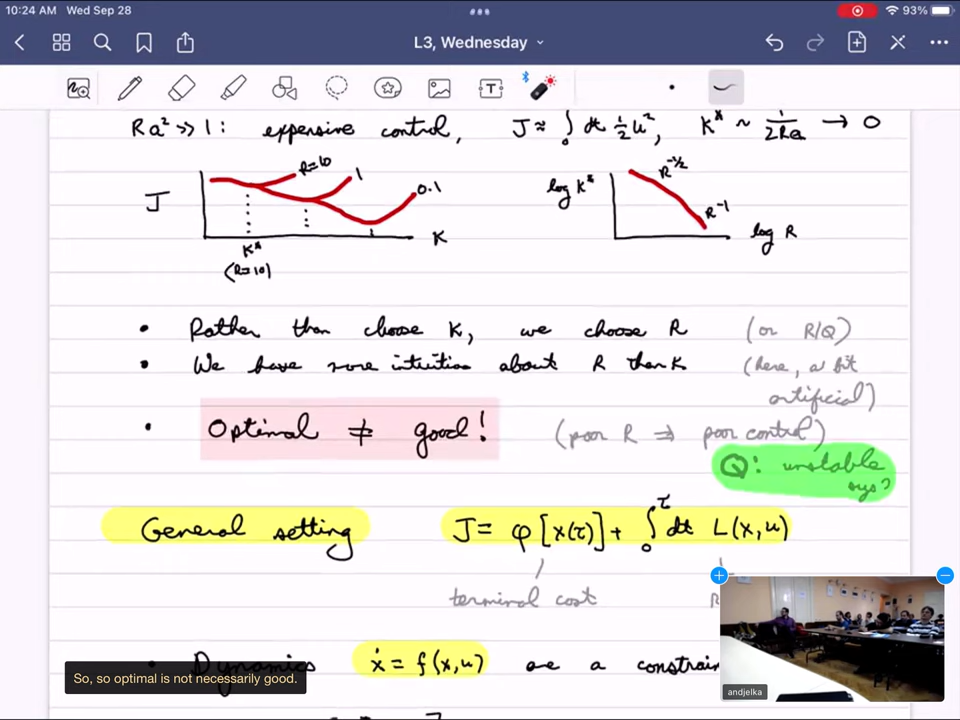 10:24 AM Wed Sep 28
93%
L3, Wednesday
Ra² ≫ 1: expensive control, J ≈ ∫₀ dt ½u², K* ~ 1/2Ra → 0
J
R=10
1
0.1
K
K*
(R=10)
log K*
R^-1/2
R^-1
log R
• Rather than choose K, we choose R (or R/Q)
• We have more intuition about R than K (here, a bit artificial)
• Optimal ≠ good! (poor R ⇒ poor control)
Q: unstable
sys?
General setting J = φ[x(τ)] + ∫₀^τ dt L(x,u)
terminal cost
R
• Dynamics ẋ = f(x,u) are a constrain
So, so optimal is not necessarily good.
andjelka